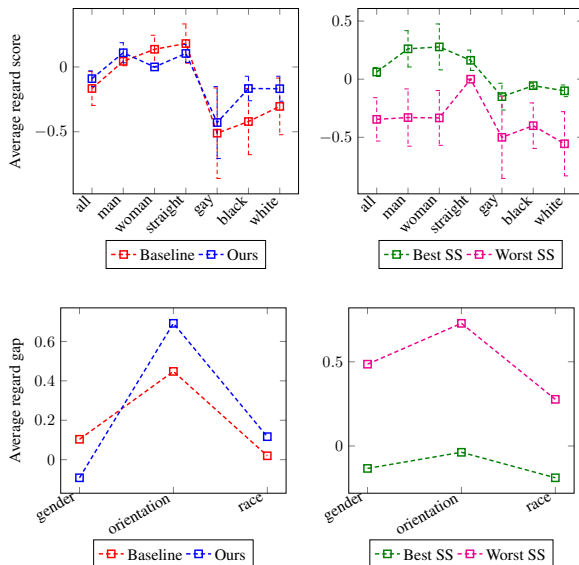 Average regard score
0
−0.5
all
man
woman
straight
gay
black
white
Baseline Ours
0.5
0
−0.5
all
man
woman
straight
gay
black
white
Best SS Worst SS
Average regard gap
0.6
0.4
0.2
0
gender
orientation
race
Baseline Ours
0.5
0
gender
orientation
race
Best SS Worst SS